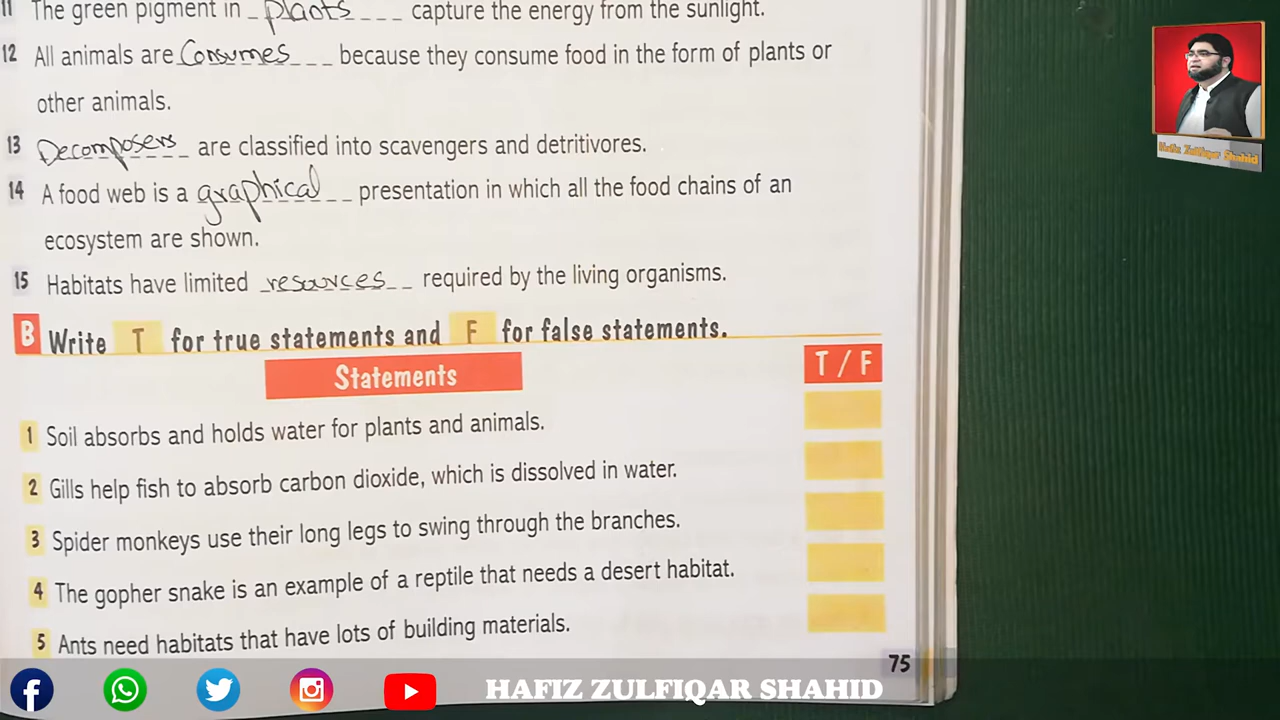 11 The green pigment in plants capture the energy from the sunlight.
12 All animals are Consumes because they consume food in the form of plants or
other animals.
13 Decomposers are classified into scavengers and detritivores.
14 A food web is a graphical presentation in which all the food chains of an
ecosystem are shown.
15 Habitats have limited resources required by the living organisms.
B Write T for true statements and F for false statements.
Statements T / F
1 Soil absorbs and holds water for plants and animals.
2 Gills help fish to absorb carbon dioxide, which is dissolved in water.
3 Spider monkeys use their long legs to swing through the branches.
4 The gopher snake is an example of a reptile that needs a desert habitat.
5 Ants need habitats that have lots of building materials.
75
HAFIZ ZULFIQAR SHAHID
Hafiz Zulfiqar Shahid